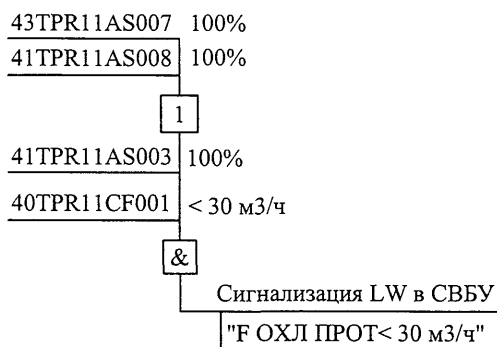 43TPR11AS007 100%
41TPR11AS008 100%
1
41TPR11AS003 100%
40TPR11CF001 < 30 м3/ч
&
Сигнализация LW в СВБУ
"F ОХЛ ПРОТ< 30 м3/ч"